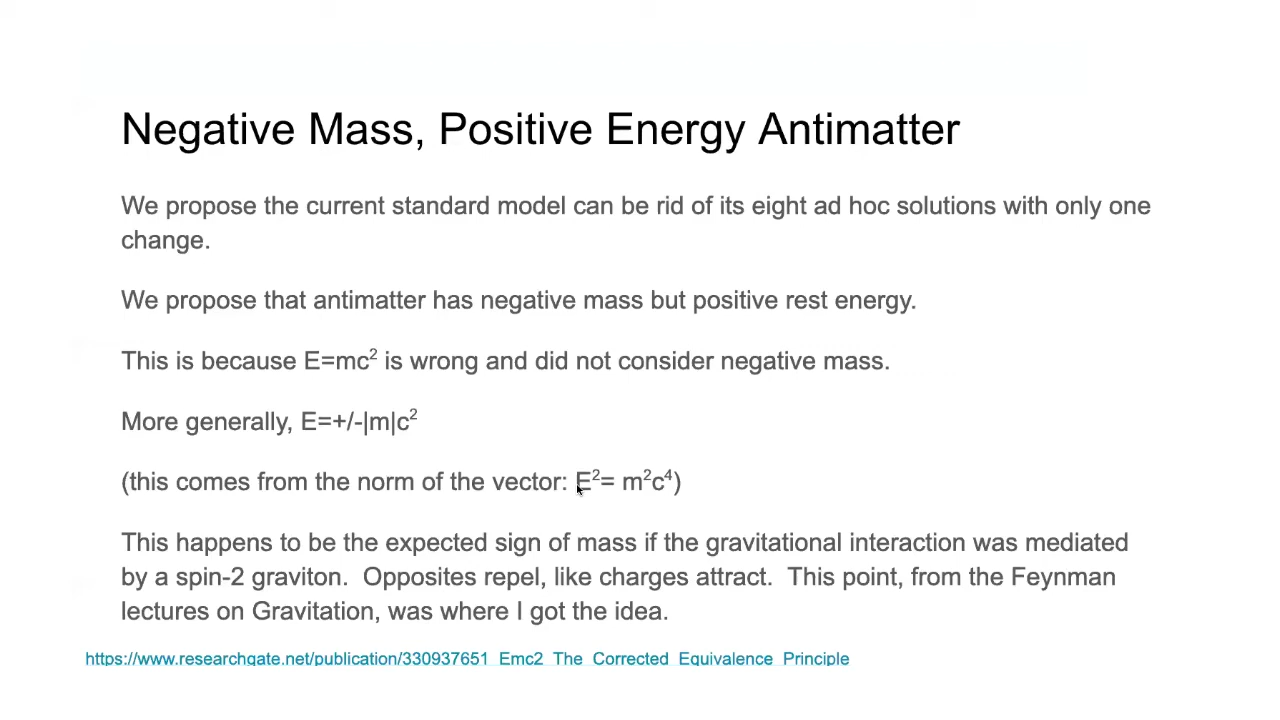 Negative Mass, Positive Energy Antimatter
We propose the current standard model can be rid of its eight ad hoc solutions with only one
change.
We propose that antimatter has negative mass but positive rest energy.
This is because E=mc² is wrong and did not consider negative mass.
More generally, E=+/-|m|c²
(this comes from the norm of the vector: E²= m²c⁴)
This happens to be the expected sign of mass if the gravitational interaction was mediated
by a spin-2 graviton.  Opposites repel, like charges attract.  This point, from the Feynman
lectures on Gravitation, was where I got the idea.
https://www.researchgate.net/publication/330937651_Emc2_The_Corrected_Equivalence_Principle